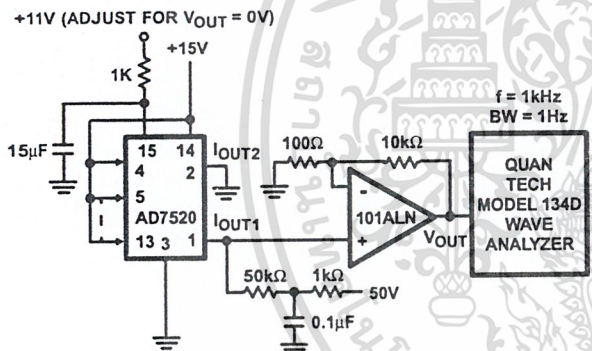 +11V (ADJUST FOR VOUT = 0V)
+15V
1K
f = 1kHz
BW = 1Hz
15μF
15 14
4 2
IOUT2
5
AD7520
IOUT1
13 3 1
100Ω
10kΩ
-
101ALN
+
VOUT
QUAN
TECH
MODEL 134D
WAVE
ANALYZER
50kΩ
1kΩ
50V
0.1μF